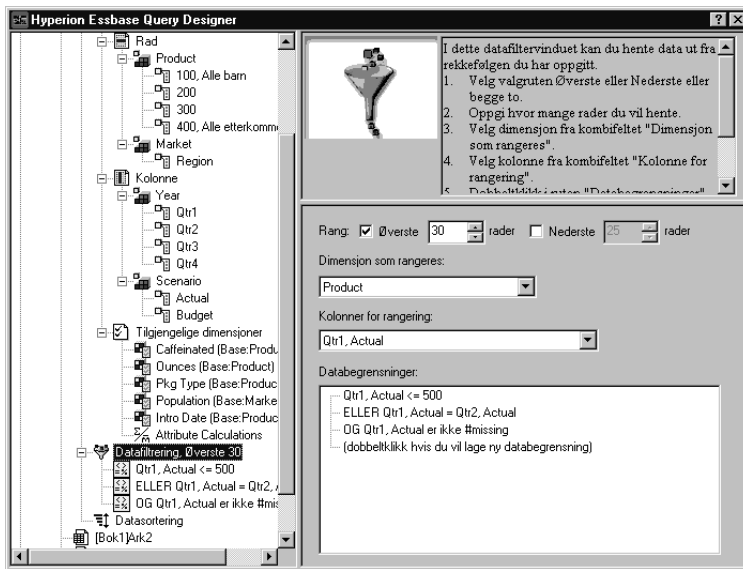 Hyperion Essbase Query Designer
Rad
Product
100, Alle barn
200
300
400, Alle etterkomm
Market
Region
Kolonne
Year
Qtr1
Qtr2
Qtr3
Qtr4
Scenario
Actual
Budget
Tilgjengelige dimensjoner
Caffeinated (Base:Produ
Ounces (Base:Product)
Pkg Type (Base:Produc
Population (Base:Marke
Intro Date (Base:Produc
Attribute Calculations
Datafiltrering, Øverste 30
Qtr1, Actual <= 500
ELLER Qtr1, Actual = Qtr2, A
OG Qtr1, Actual er ikke #mis
Datasortering
[Bok1]Ark2
I dette datafiltervinduet kan du hente data ut fra
rekkefølgen du har oppgitt.
1. Velg valgruten Øverste eller Nederste eller
begge to.
2. Oppgi hvor mange rader du vil hente.
3. Velg dimensjon fra kombifeltet "Dimensjon
som rangeres".
4. Velg kolonne fra kombifeltet "Kolonne for
rangering".
5. Dobbeltklikk i ruten "Databegrensninger"
Rang: Øverste 30 rader Nederste 25 rader
Dimensjon som rangeres:
Product
Kolonner for rangering:
Qtr1, Actual
Databegrensninger:
Qtr1, Actual <= 500
ELLER Qtr1, Actual = Qtr2, Actual
OG Qtr1, Actual er ikke #missing
(dobbeltklikk hvis du vil lage ny databegrensning)